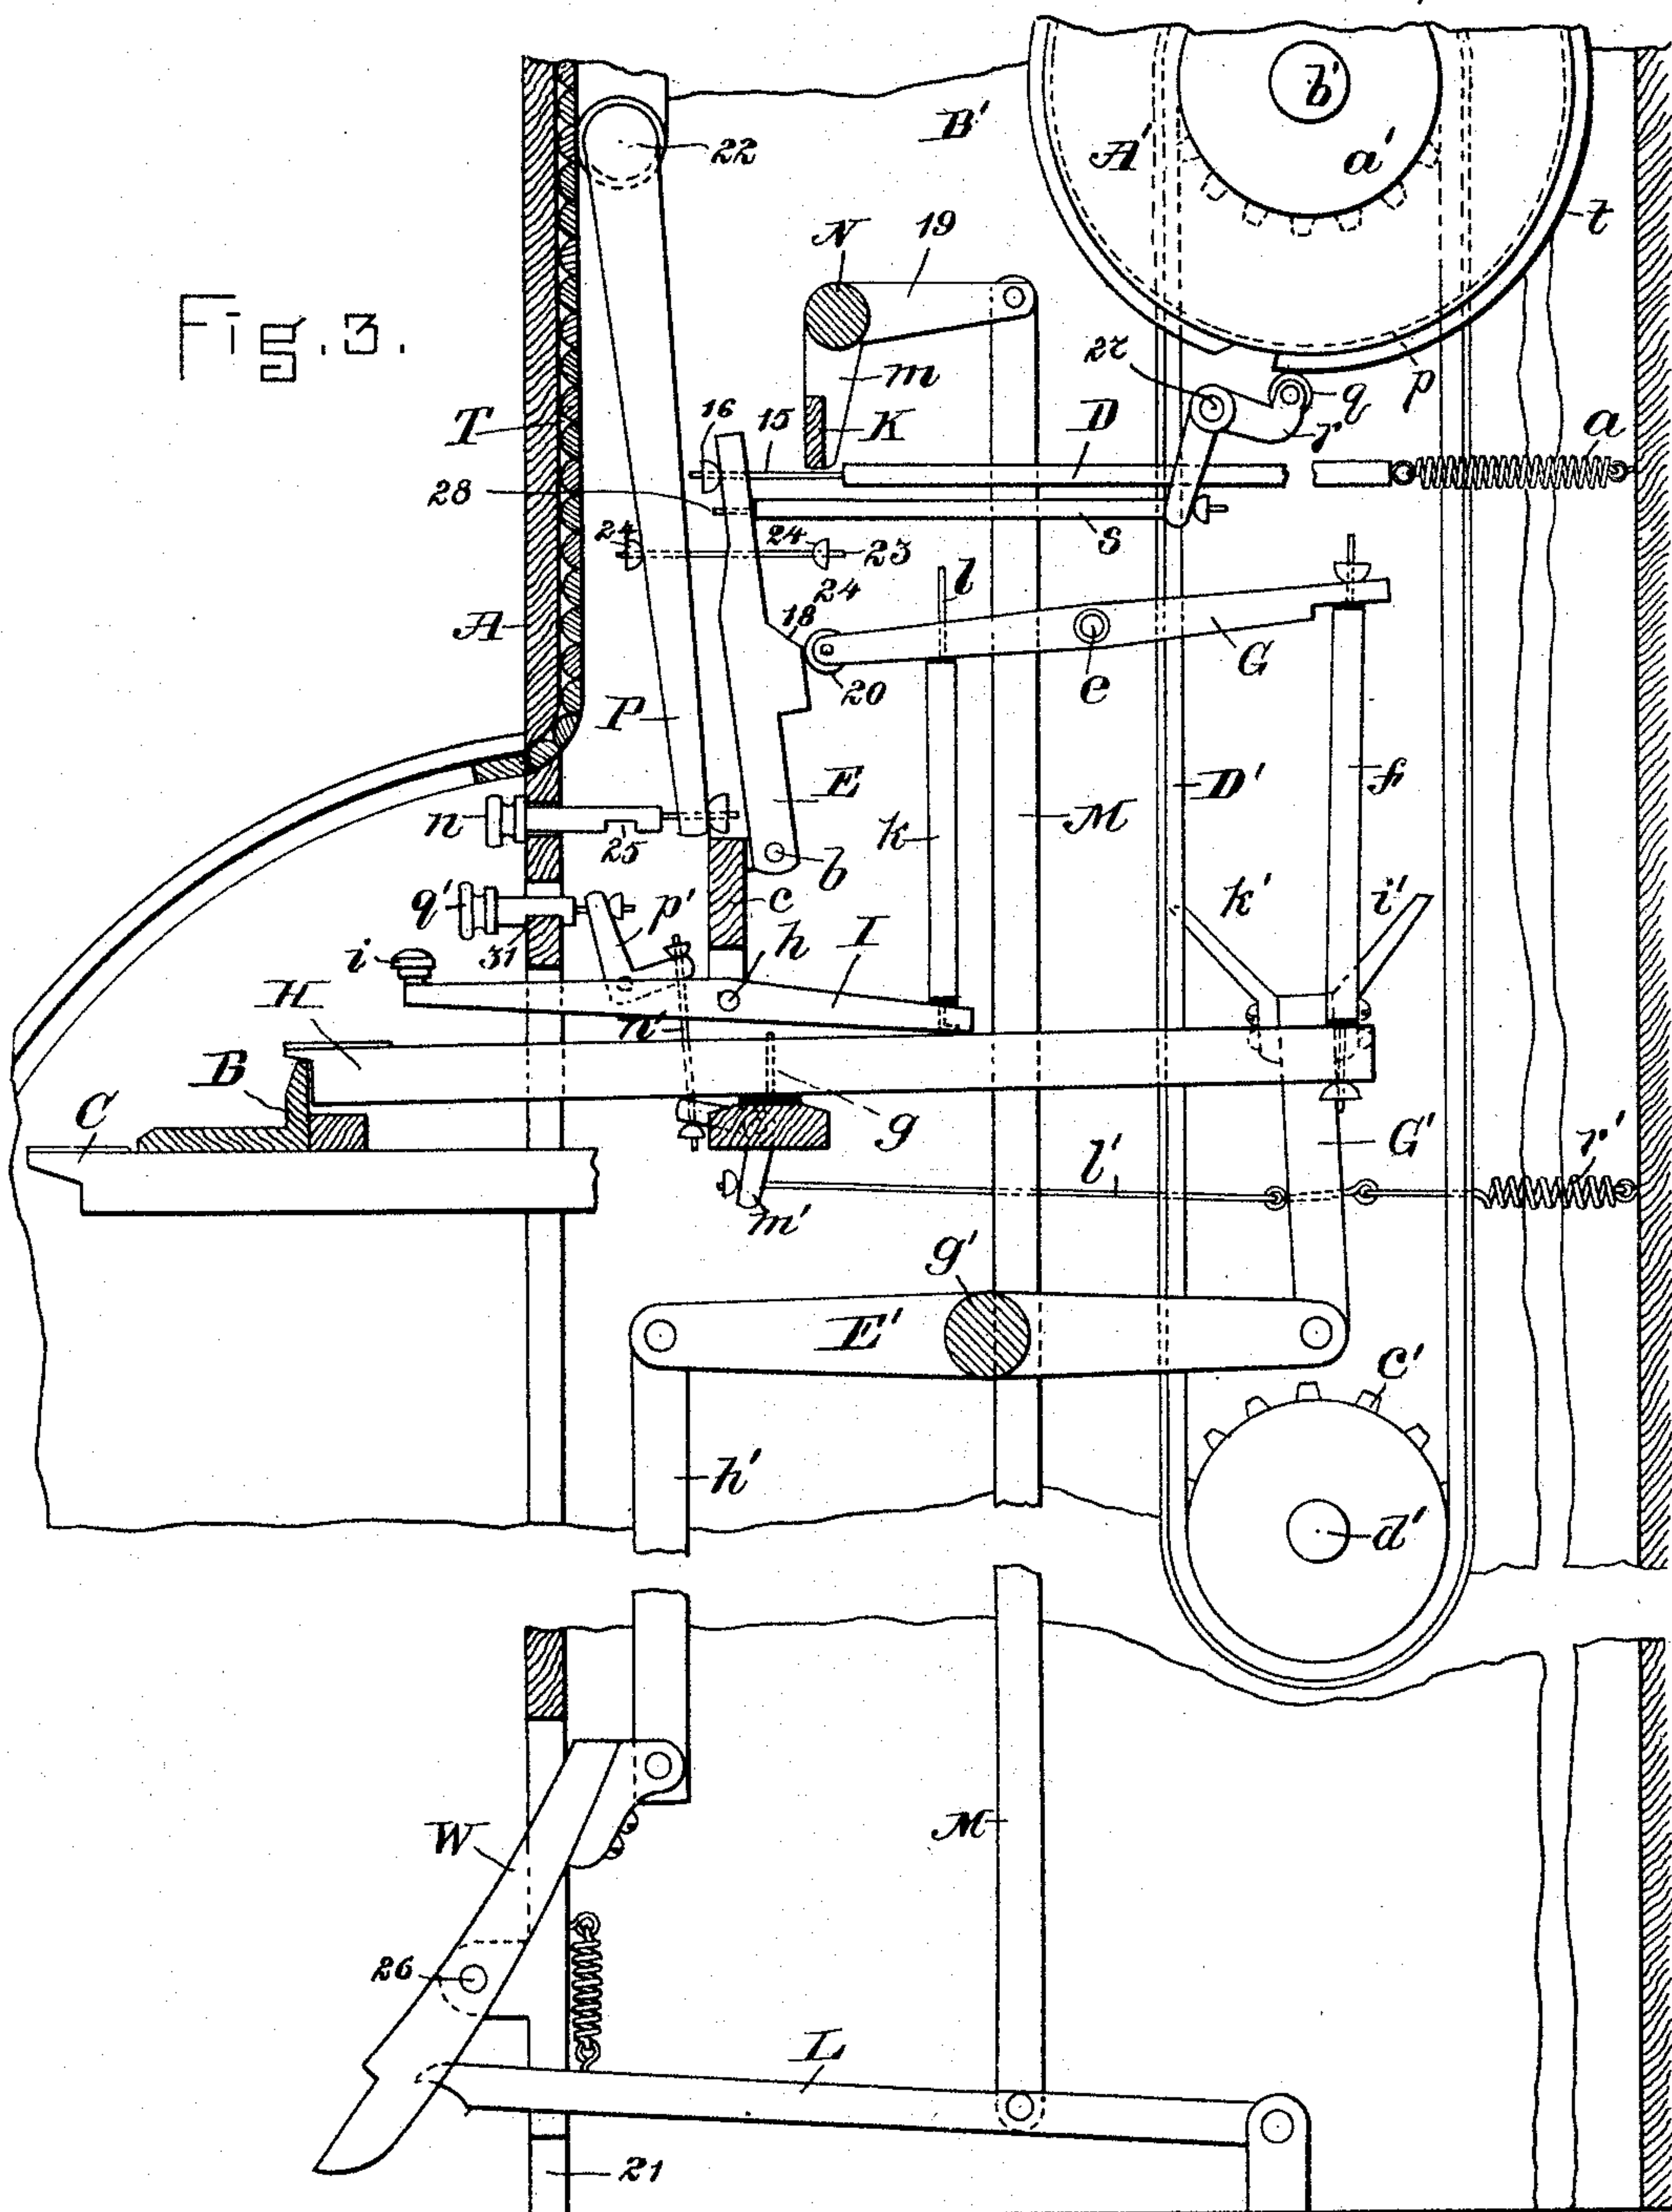 b'
B'
A'
a'
22
t
N
19
Fig. 3.
m
27
q
p
T
16
15
K
D
r
a
28
24
24
23
s
l
24
18
A
G
e
20
P
f
E
D'
n
k
M
25
b
q'
p'
c
k'
i'
31
h
I
i
H
n'
B
C
g
G'
r'
l'
m'
g'
E'
c'
h'
d'
M
W
26
L
21